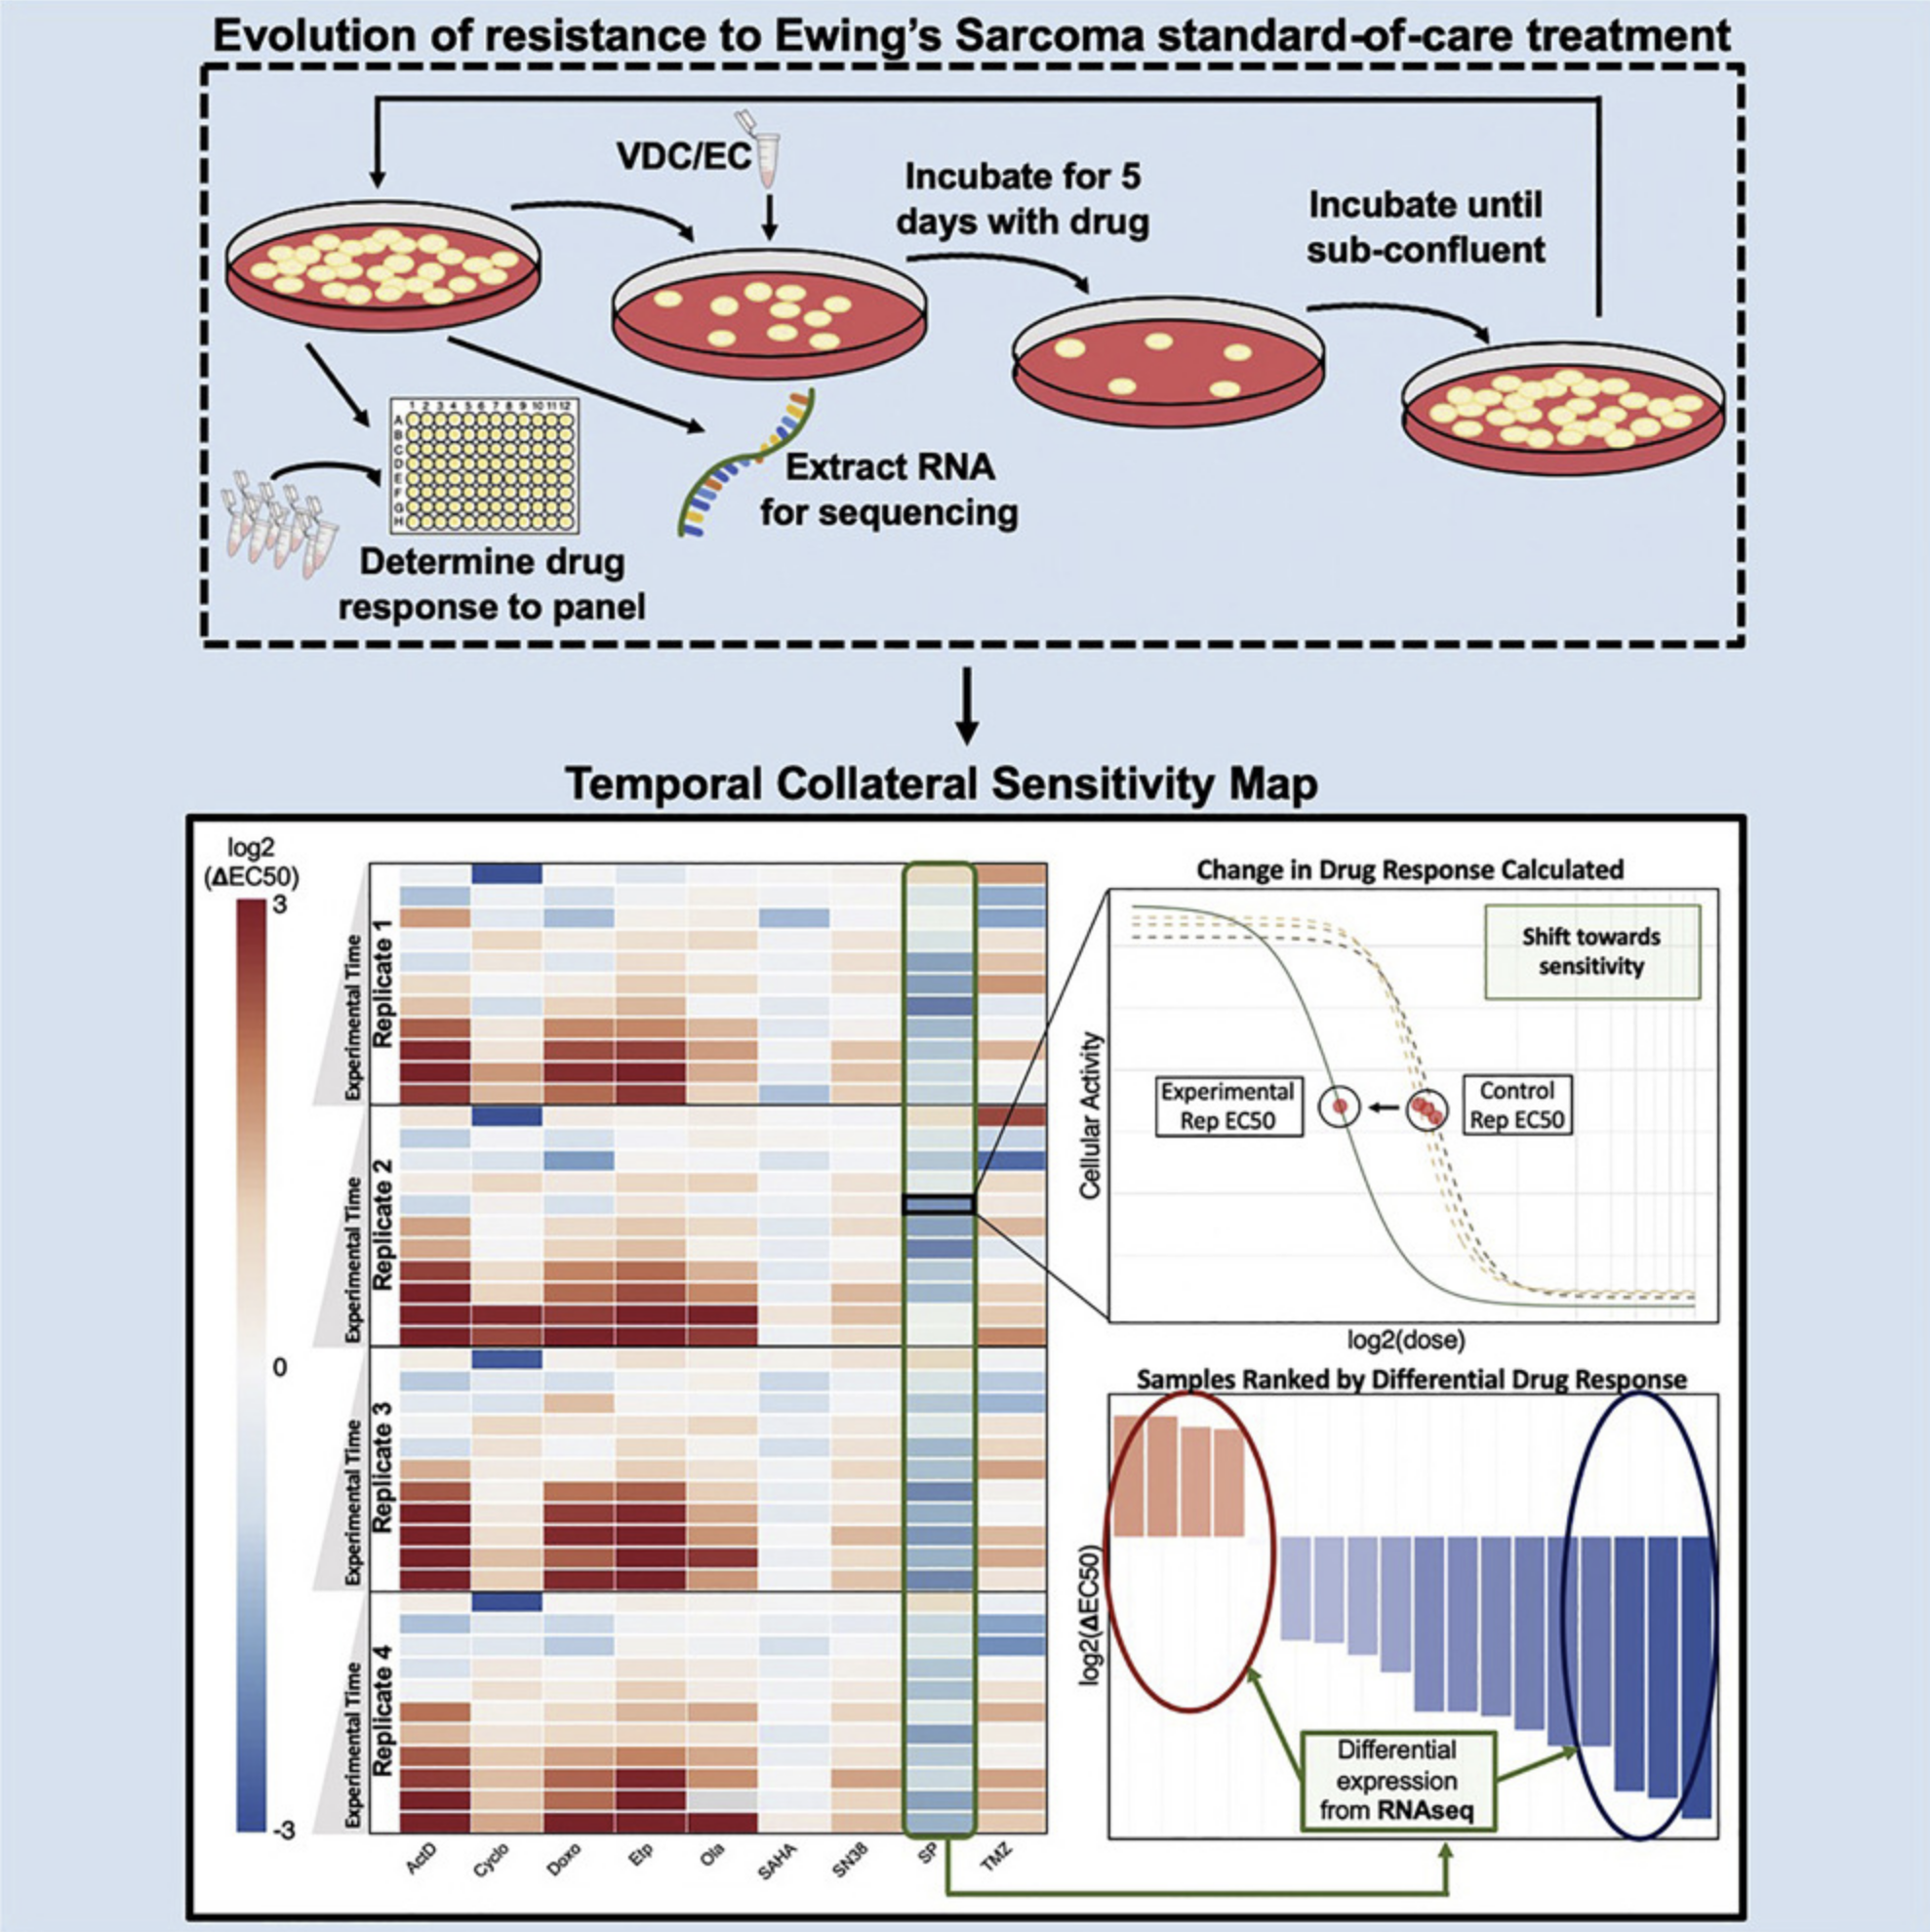 Evolution of resistance to Ewing's Sarcoma standard-of-care treatment
VDC/EC
Incubate for 5
days with drug
Incubate until
sub-confluent
1 2 3 4 5 6 7 8 9 10 11 12
A
B
C
D
E
F
G
H
Extract RNA
for sequencing
Determine drug
response to panel
Temporal Collateral Sensitivity Map
log2
(ΔEC50)
3
0
-3
Experimental Time
Replicate 1
Experimental Time
Replicate 2
Experimental Time
Replicate 3
Experimental Time
Replicate 4
ActD
Cyclo
Doxo
Etp
Ola
SAHA
SN38
SP
TMZ
Change in Drug Response Calculated
Shift towards
sensitivity
Cellular Activity
Experimental
Rep EC50
Control
Rep EC50
log2(dose)
Samples Ranked by Differential Drug Response
log2(ΔEC50)
Differential
expression
from RNAseq